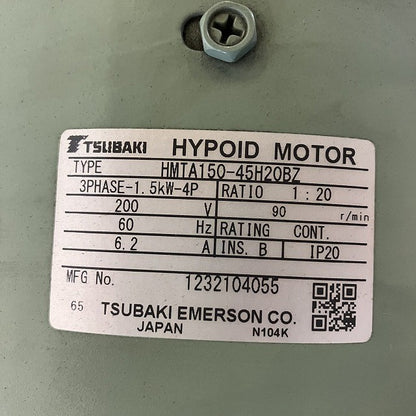 TSUBAKI HYPOID MOTOR
TYPE HMTA150-45H20BZ
3PHASE-1.5kW-4P RATIO 1:20
200 V 90 r/min
60 Hz RATING CONT.
6.2 A INS. B IP20
MFG No. 1232104055
65 TSUBAKI EMERSON CO.
JAPAN N104K